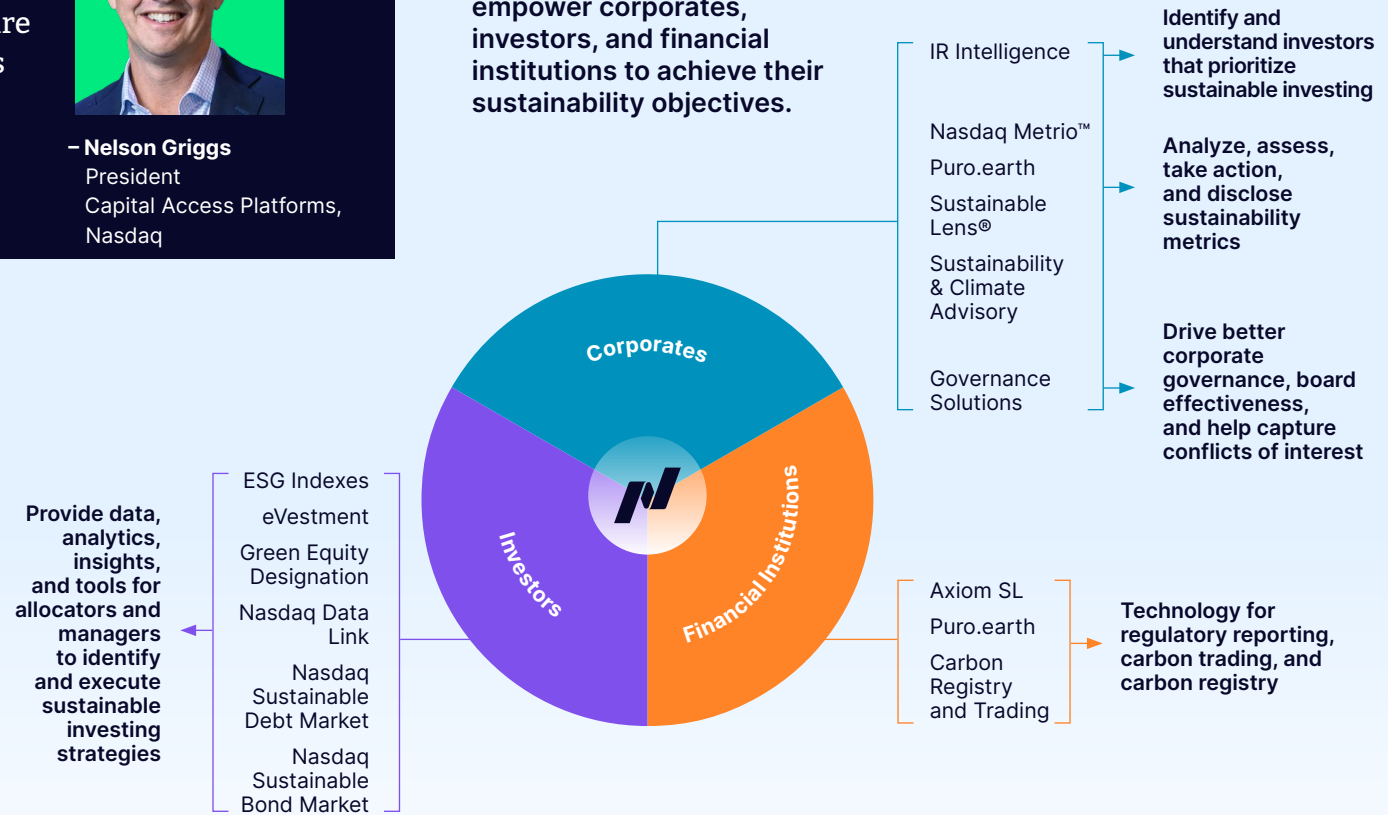 – Nelson Griggs
President
Capital Access Platforms,
Nasdaq
empower corporates,
investors, and financial
institutions to achieve their
sustainability objectives.
IR Intelligence
Nasdaq Metrio™
Puro.earth
Sustainable
Lens®
Sustainability
& Climate
Advisory
Governance
Solutions
Identify and
understand investors
that prioritize
sustainable investing
Analyze, assess,
take action,
and disclose
sustainability
metrics
Drive better
corporate
governance, board
effectiveness,
and help capture
conflicts of interest
Corporates
Investors
Financial Institutions
Provide data,
analytics,
insights,
and tools for
allocators and
managers
to identify
and execute
sustainable
investing
strategies
ESG Indexes
eVestment
Green Equity
Designation
Nasdaq Data
Link
Nasdaq
Sustainable
Debt Market
Nasdaq
Sustainable
Bond Market
Axiom SL
Puro.earth
Carbon
Registry
and Trading
Technology for
regulatory reporting,
carbon trading, and
carbon registry